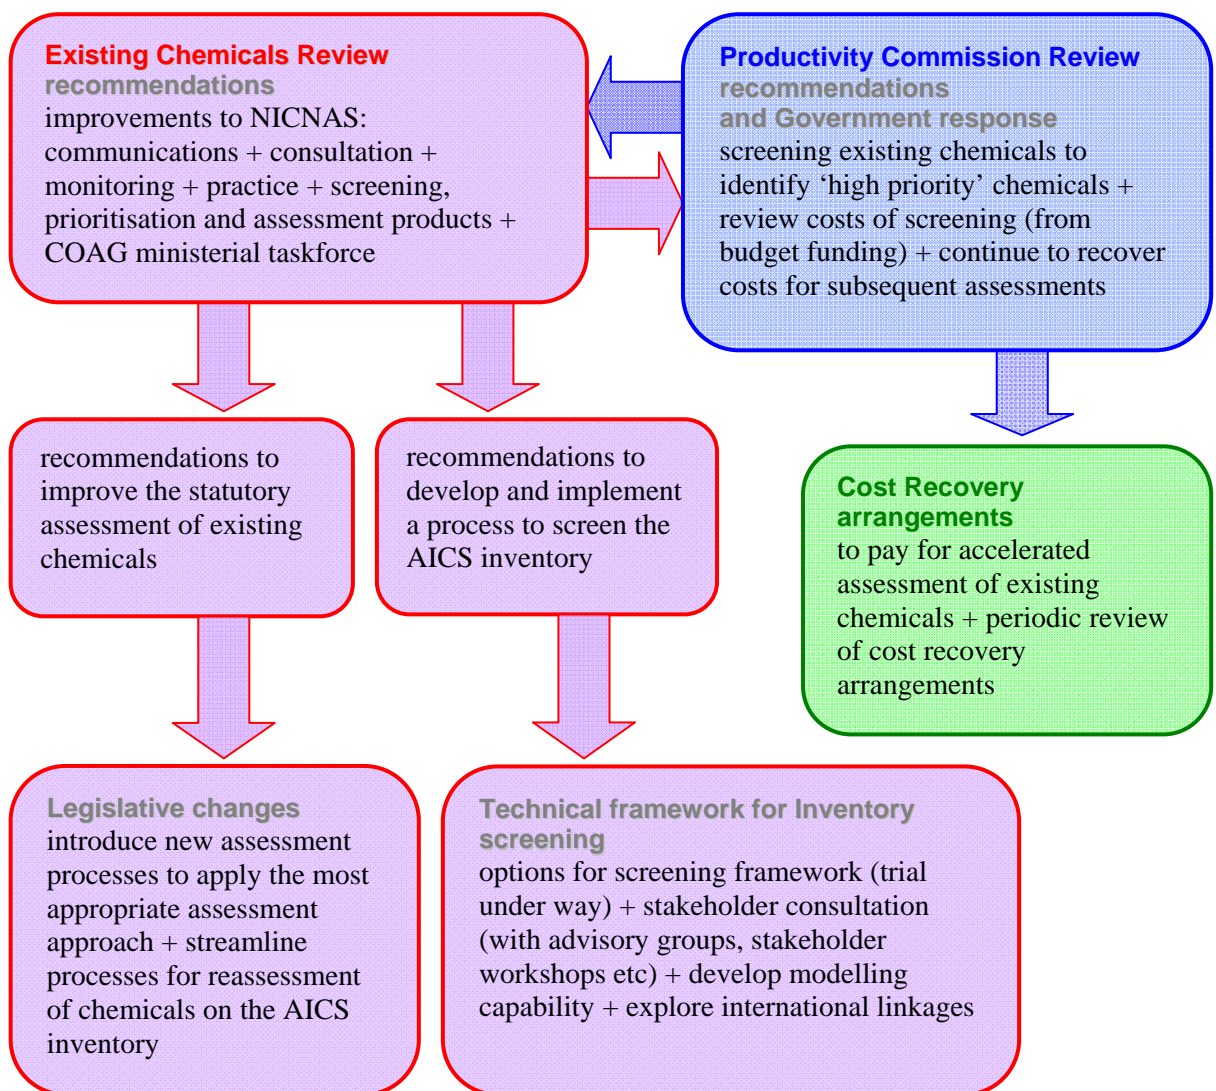 Existing Chemicals Review
recommendations
improvements to NICNAS:
communications + consultation +
monitoring + practice + screening,
prioritisation and assessment products +
COAG ministerial taskforce
Productivity Commission Review
recommendations
and Government response
screening existing chemicals to
identify ‘high priority’ chemicals +
review costs of screening (from
budget funding) + continue to recover
costs for subsequent assessments
recommendations to
improve the statutory
assessment of existing
chemicals
recommendations to
develop and implement
a process to screen the
AICS inventory
Cost Recovery
arrangements
to pay for accelerated
assessment of existing
chemicals + periodic review
of cost recovery
arrangements
Legislative changes
introduce new assessment
processes to apply the most
appropriate assessment
approach + streamline
processes for reassessment
of chemicals on the AICS
inventory
Technical framework for Inventory
screening
options for screening framework (trial
under way) + stakeholder consultation
(with advisory groups, stakeholder
workshops etc) + develop modelling
capability + explore international linkages